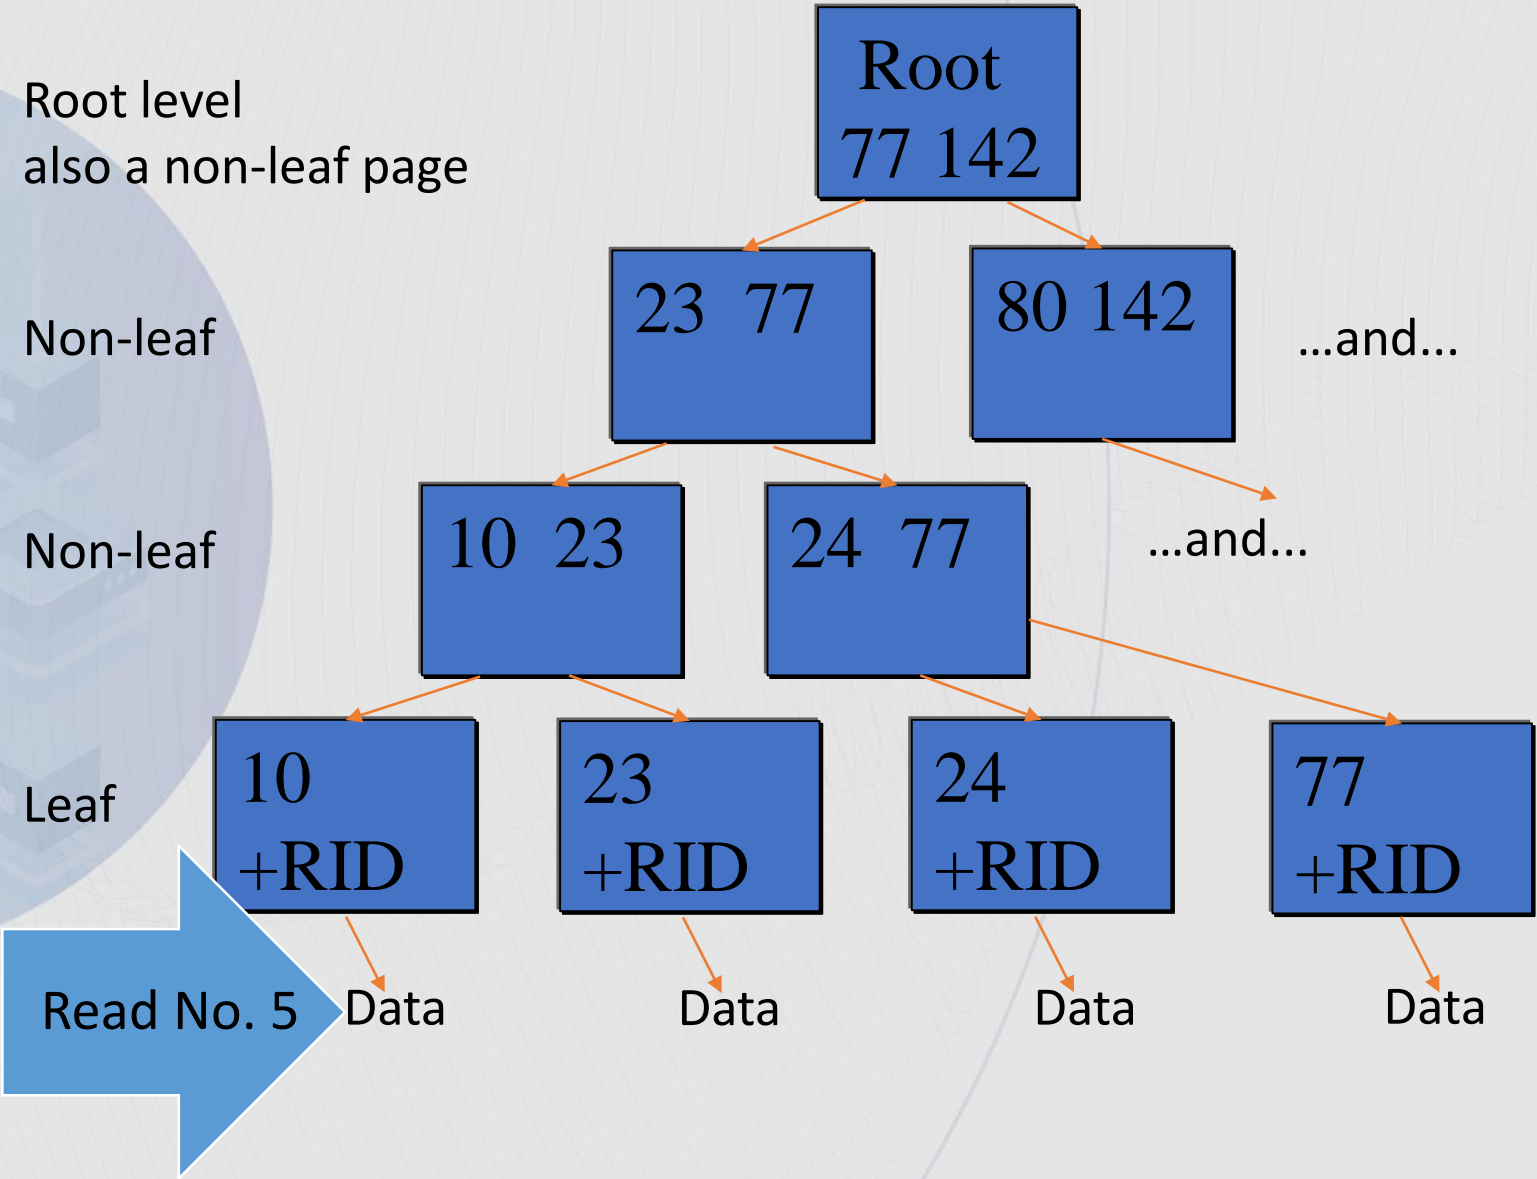 Root
77 142
Root level
also a non-leaf page
23 77
80 142
Non-leaf
...and...
10 23
24 77
Non-leaf
...and...
10
+RID
23
+RID
24
+RID
77
+RID
Leaf
Read No. 5
Data
Data
Data
Data